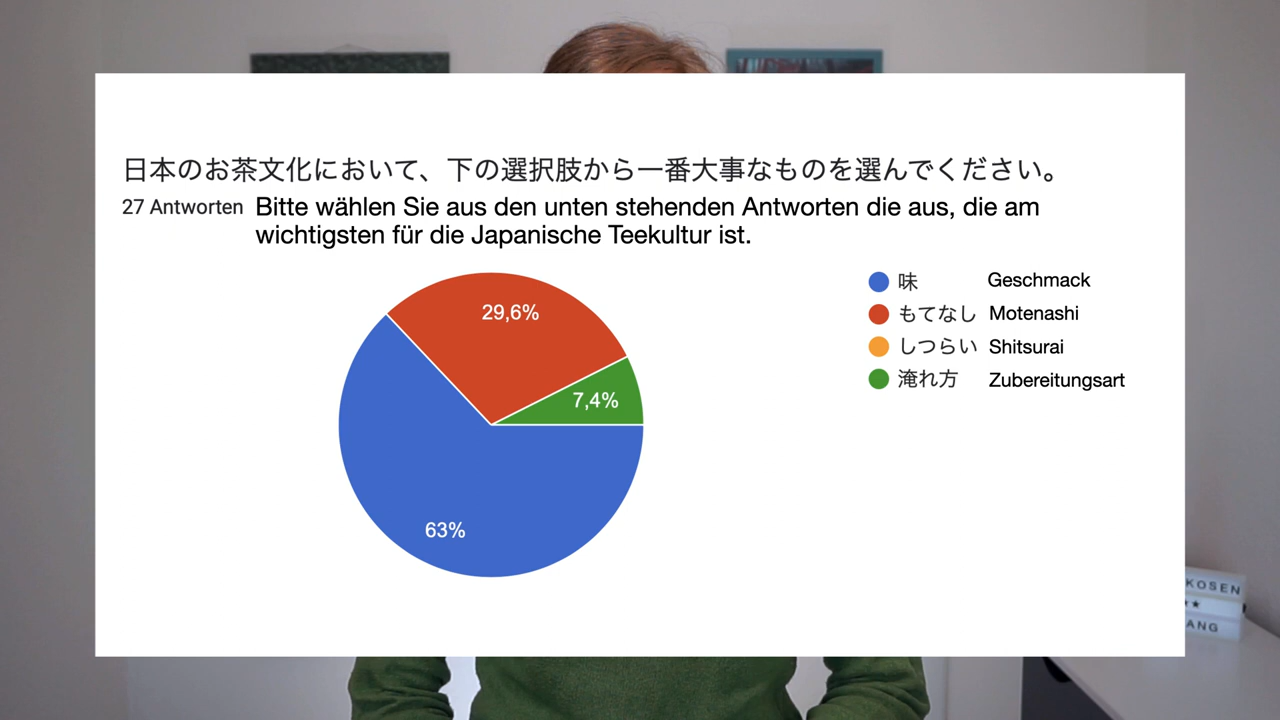 日本のお茶文化において、下の選択肢から一番大事なものを選んでください。
27 Antworten Bitte wählen Sie aus den unten stehenden Antworten die aus, die am
wichtigsten für die Japanische Teekultur ist.
味 Geschmack
もてなし Motenashi
しつらい Shitsurai
淹れ方 Zubereitungsart
29,6%
7,4%
63%
KOSEN
ANG